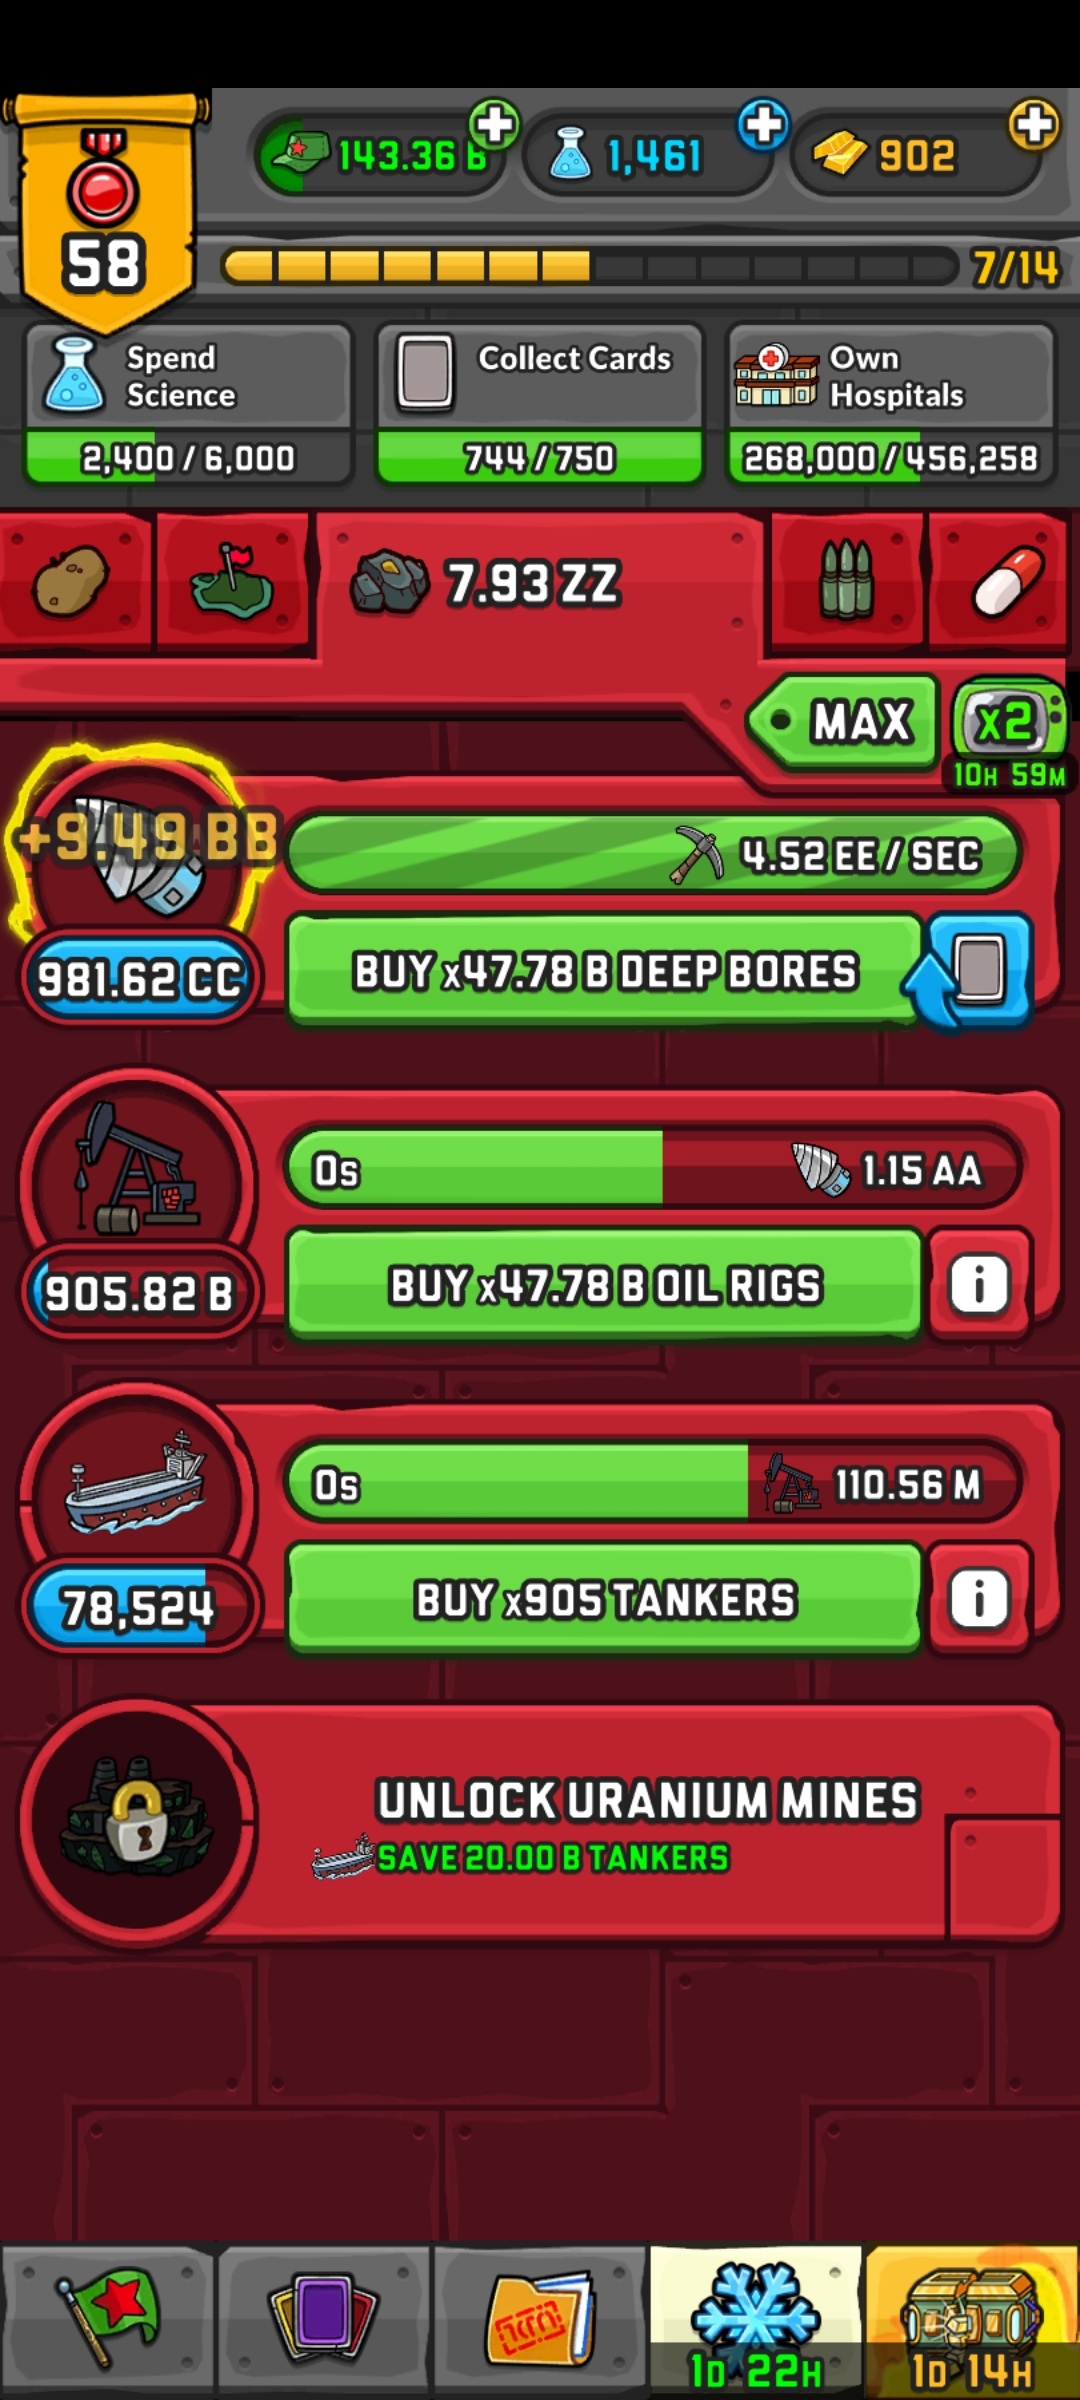 58
143.36 B
1,461
902
7/14
Spend
Science
2,400 / 6,000
Collect Cards
744 / 750
Own
Hospitals
268,000 / 456,258
7.93 ZZ
MAX
x2
10H 59M
+9.49 BB
4.52 EE / SEC
981.62 CC
BUY x47.78 B DEEP BORES
0s
1.15 AA
905.82 B
BUY x47.78 B OIL RIGS
i
0s
110.56 M
78,524
BUY x905 TANKERS
i
UNLOCK URANIUM MINES
SAVE 20.00 B TANKERS
1D 22H
1D 14H